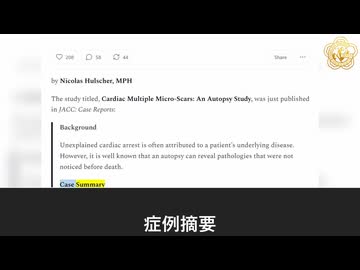 208
58
44
Share
by Nicolas Hulscher, MPH
The study titled, Cardiac Multiple Micro-Scars: An Autopsy Study, was just published
in JACC: Case Reports:
Background
Unexplained cardiac arrest is often attributed to a patient's underlying disease.
However, it is well known that an autopsy can reveal pathologies that were not
noticed before death.
Case Summary
症例摘要